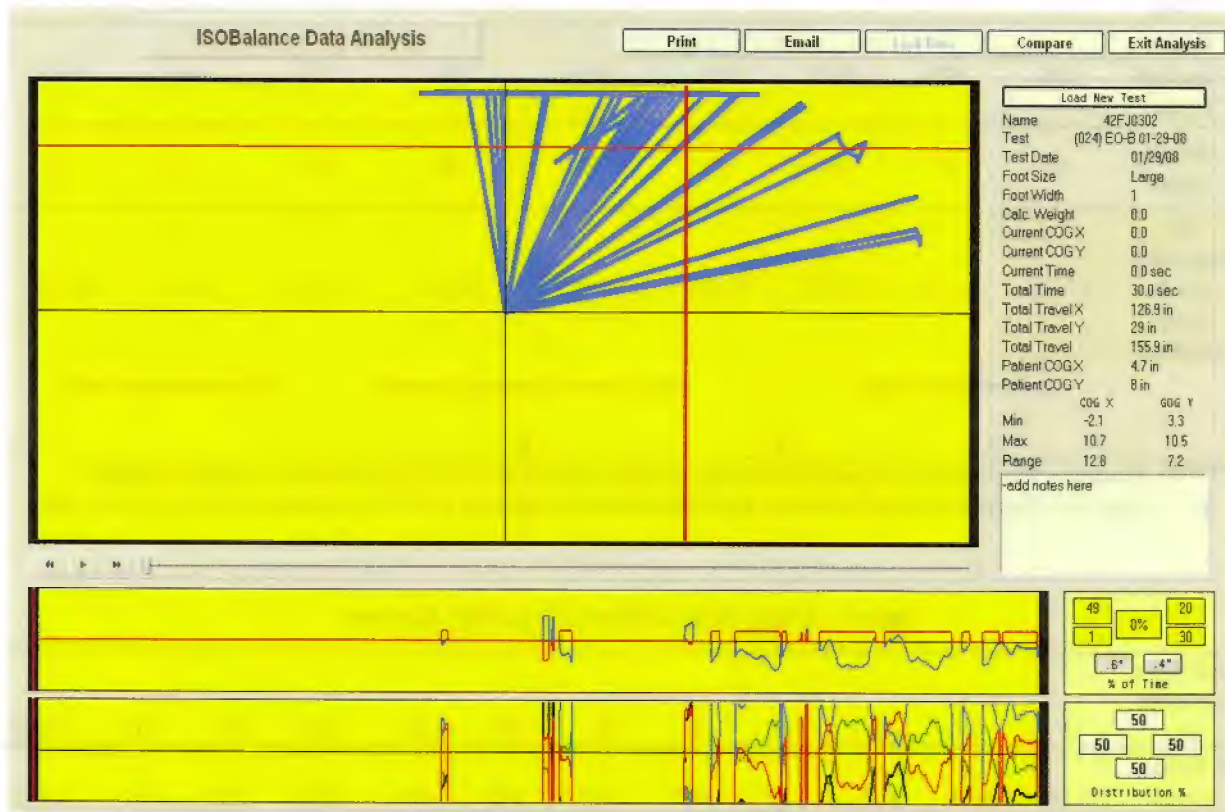 ISOBalance Data Analysis
Print Email Compare Exit Analysis
Load New Test
Name 42FJ0302
Test (024) EO-B 01-29-08
Test Date 01/29/08
Foot Size Large
Foot Width 1
Calc. Weight 0.0
Current COG X 0.0
Current COG Y 0.0
Current Time 0.0 sec
Total Time 30.0 sec
Total Travel X 126.9 in
Total Travel Y 29 in
Total Travel 155.9 in
Patient COG X 4.7 in
Patient COG Y 8 in
COG X COG Y
Min -2.1 3.3
Max 10.7 10.5
Range 12.8 7.2
-add notes here
49 20
0%
1 30
.6" .4"
% of Time
50
50 50
50
Distribution %